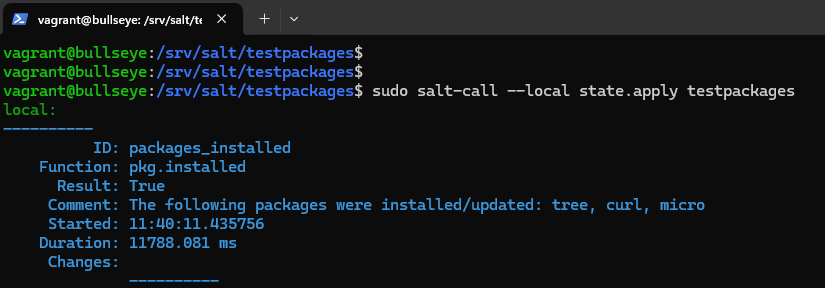 vagrant@bullseye: /srv/salt/te
vagrant@bullseye:/srv/salt/testpackages$
vagrant@bullseye:/srv/salt/testpackages$
vagrant@bullseye:/srv/salt/testpackages$ sudo salt-call --local state.apply testpackages
local:
----------
ID: packages_installed
Function: pkg.installed
Result: True
Comment: The following packages were installed/updated: tree, curl, micro
Started: 11:40:11.435756
Duration: 11788.081 ms
Changes:
----------